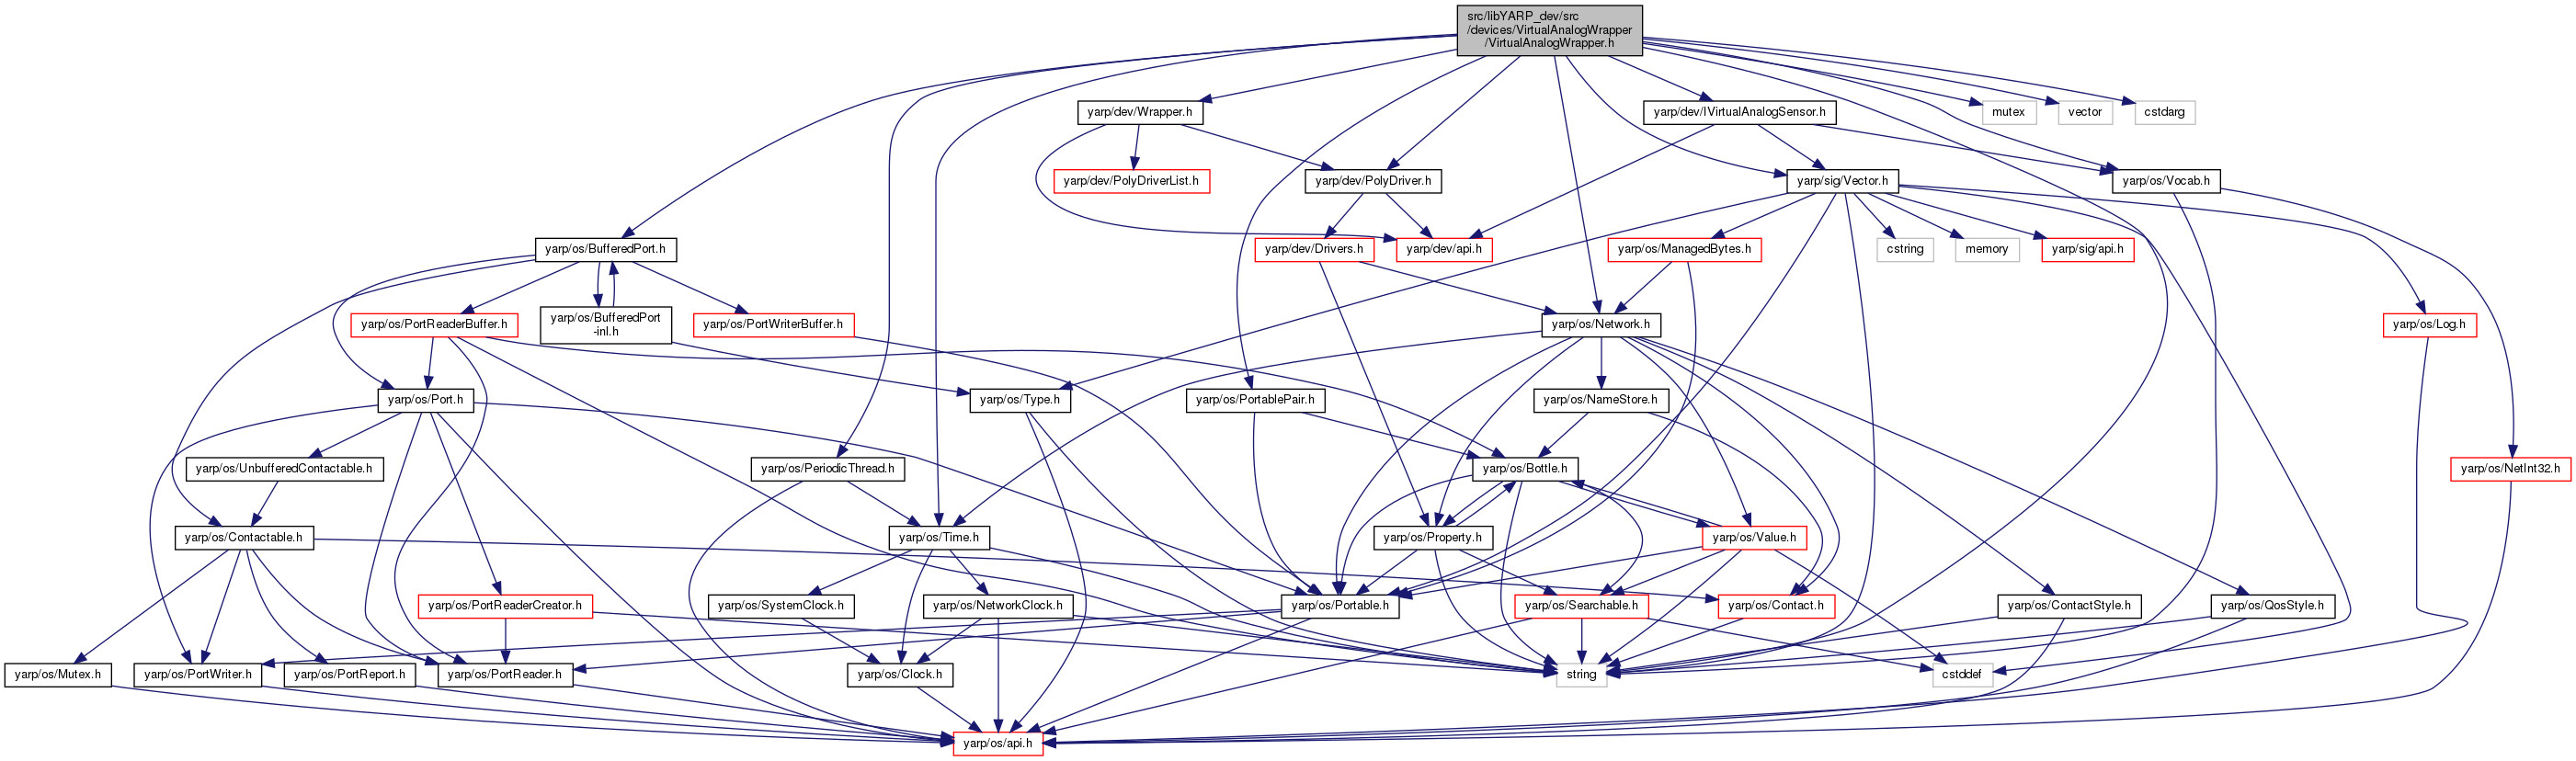 src/libYARP_dev/src
/devices/VirtualAnalogWrapper
/VirtualAnalogWrapper.h
yarp/dev/Wrapper.h
yarp/dev/IVirtualAnalogSensor.h
mutex
vector
cstdarg
yarp/dev/PolyDriverList.h
yarp/dev/PolyDriver.h
yarp/sig/Vector.h
yarp/os/Vocab.h
yarp/os/BufferedPort.h
yarp/dev/Drivers.h
yarp/dev/api.h
yarp/os/ManagedBytes.h
cstring
memory
yarp/sig/api.h
yarp/os/PortReaderBuffer.h
yarp/os/BufferedPort
-inl.h
yarp/os/PortWriterBuffer.h
yarp/os/Network.h
yarp/os/Log.h
yarp/os/Port.h
yarp/os/Type.h
yarp/os/PortablePair.h
yarp/os/NameStore.h
yarp/os/UnbufferedContactable.h
yarp/os/PeriodicThread.h
yarp/os/Bottle.h
yarp/os/NetInt32.h
yarp/os/Contactable.h
yarp/os/Time.h
yarp/os/Property.h
yarp/os/Value.h
yarp/os/PortReaderCreator.h
yarp/os/SystemClock.h
yarp/os/NetworkClock.h
yarp/os/Portable.h
yarp/os/Searchable.h
yarp/os/Contact.h
yarp/os/ContactStyle.h
yarp/os/QosStyle.h
yarp/os/Mutex.h
yarp/os/PortWriter.h
yarp/os/PortReport.h
yarp/os/PortReader.h
yarp/os/Clock.h
string
cstddef
yarp/os/api.h